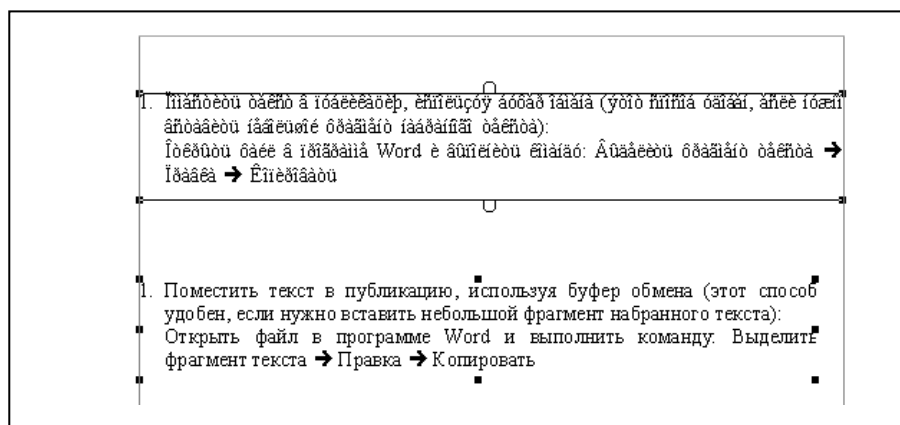 1. Ïîìåñòèòü òåêñò â ïóáëèêàöèþ, èñïîëüçóÿ áóôåð îáìåíà (ýòîò ñïîñîá óäîáåí, åñëè íóæíî
âñòàâèòü íåáîëüøîé ôðàãìåíò íàáðàííîãî òåêñòà):
Îòêðûòü ôàéë â ïðîãðàììå Word è âûïîëíèòü êîìàíäó: Âûäåëèòü ôðàãìåíò òåêñòà ➔
Ïðàâêà ➔ Êîïèðîâàòü
1. Поместить текст в публикацию, используя буфер обмена (этот способ
удобен, если нужно вставить небольшой фрагмент набранного текста):
Открыть файл в программе Word и выполнить команду: Выделить
фрагмент текста ➔ Правка ➔ Копировать